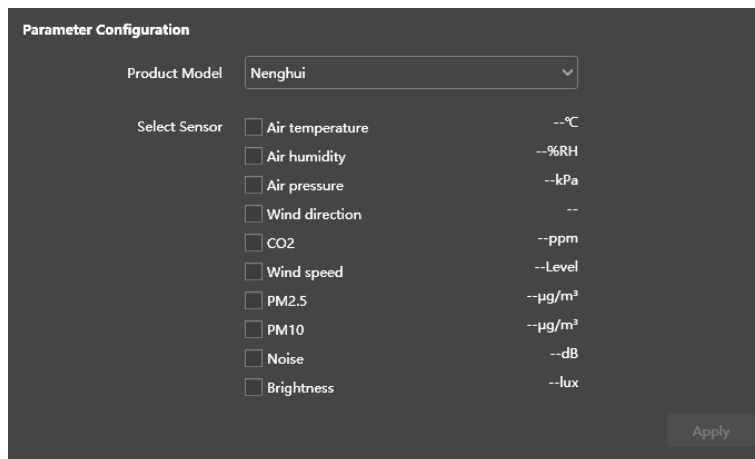 Parameter Configuration
Product Model Nenghui
Select Sensor Air temperature --℃
Air humidity --%RH
Air pressure --kPa
Wind direction --
CO2 --ppm
Wind speed --Level
PM2.5 --μg/m³
PM10 --μg/m³
Noise --dB
Brightness --lux
Apply